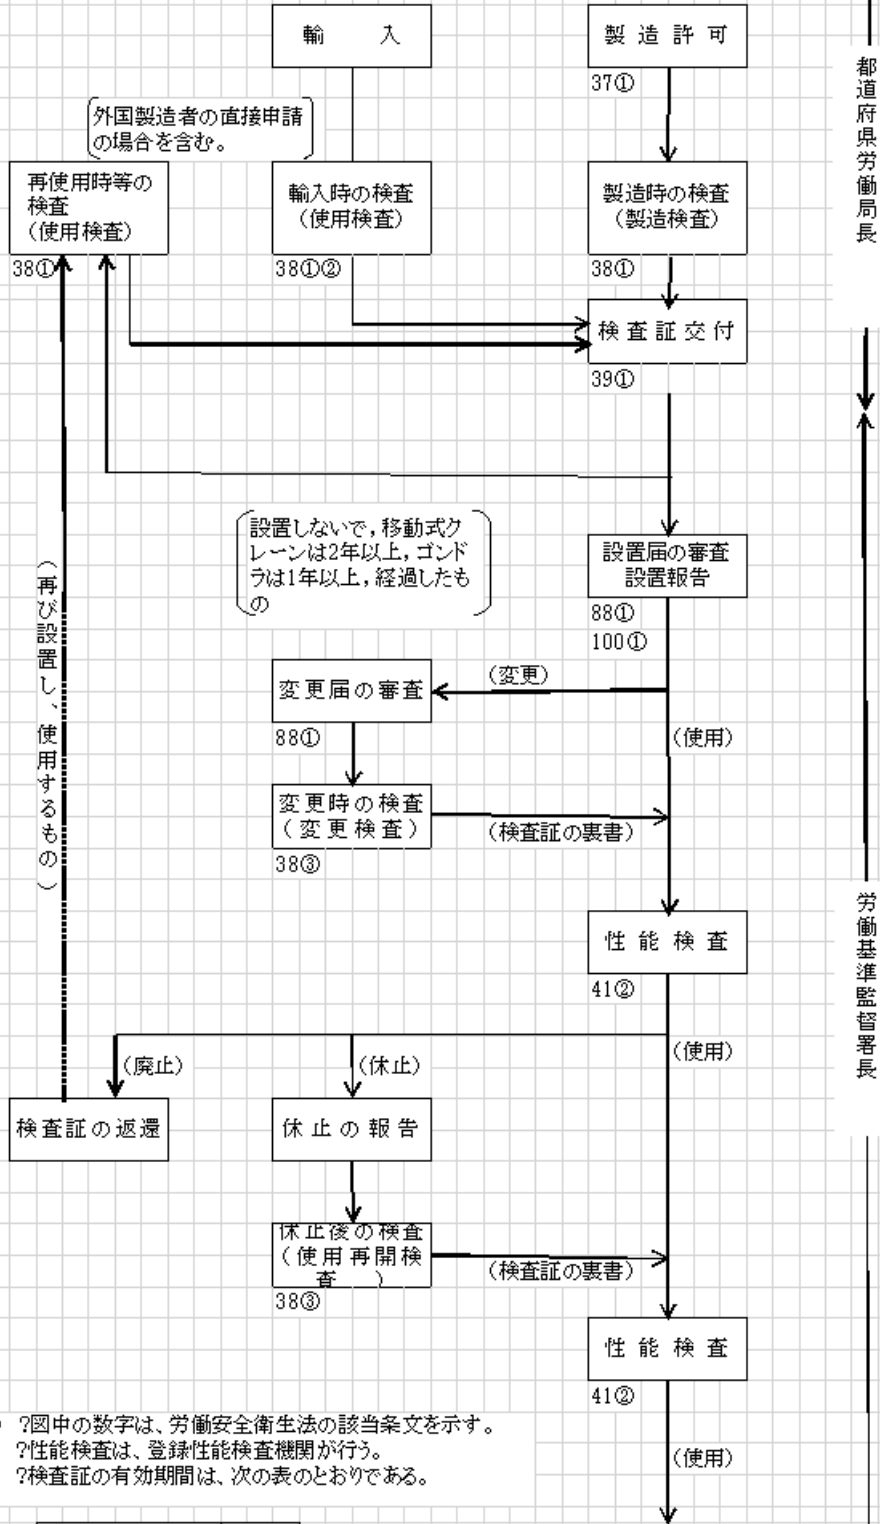 輸入
製造許可
37①
都道府県労働局長
外国製造者の直接申請
の場合を含む。
再使用時等の
検査
（使用検査）
38①
輸入時の検査
（使用検査）
38①②
製造時の検査
（製造検査）
38①
検査証交付
39①
設置しないで，移動式ク
レーンは2年以上，ゴンド
ラは1年以上，経過したも
の
設置届の審査
設置報告
88①
100①
（再び設置し、使用するもの）
変更届の審査
88①
（変更）
（使用）
変更時の検査
（変更検査）
38③
（検査証の裏書）
労働基準監督署長
性能検査
41②
（廃止）
（休止）
（使用）
検査証の返還
休止の報告
休止後の検査
（使用再開検
査　）
38③
（検査証の裏書）
性能検査
41②
?図中の数字は、労働安全衛生法の該当条文を示す。
?性能検査は、登録性能検査機関が行う。
?検査証の有効期間は、次の表のとおりである。
（使用）